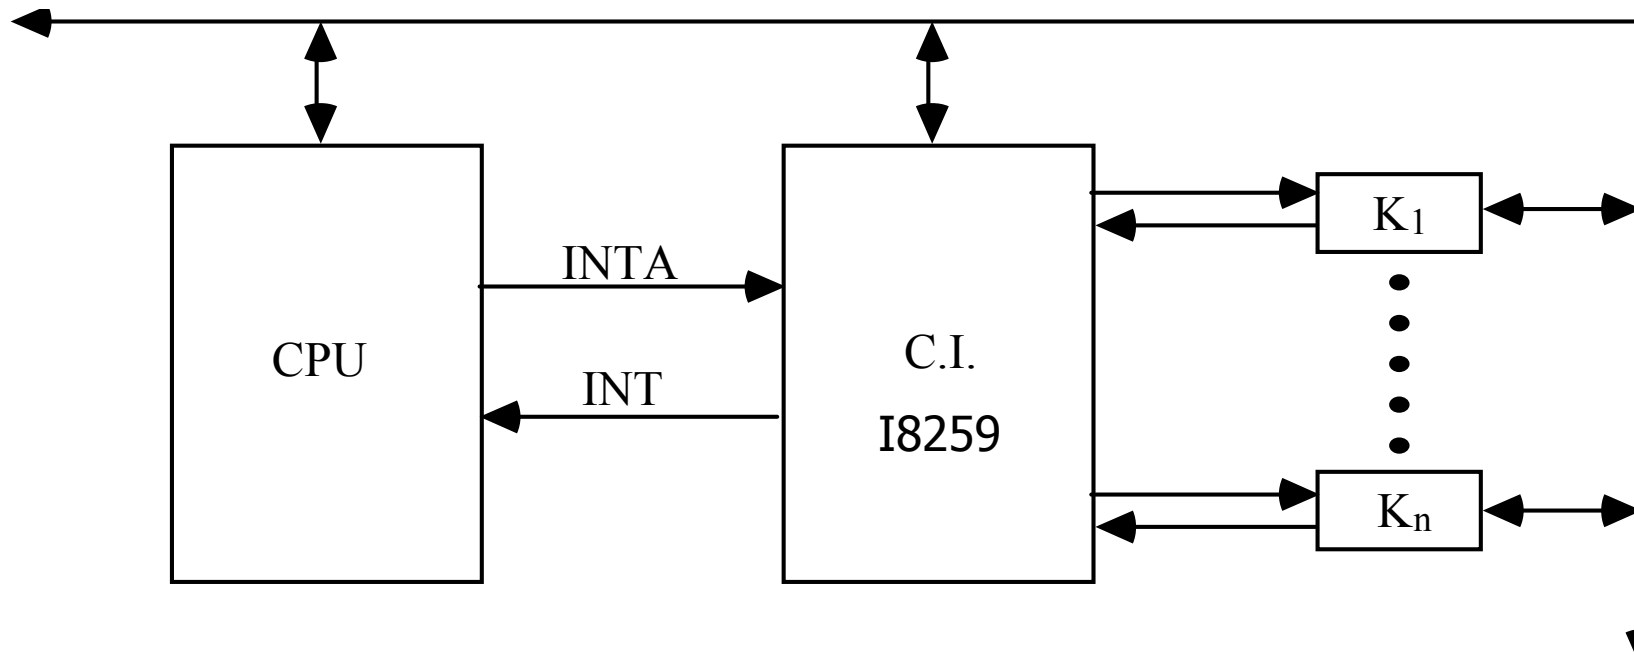 INTA
CPU
INT
C.I.
I8259
K1
Kn